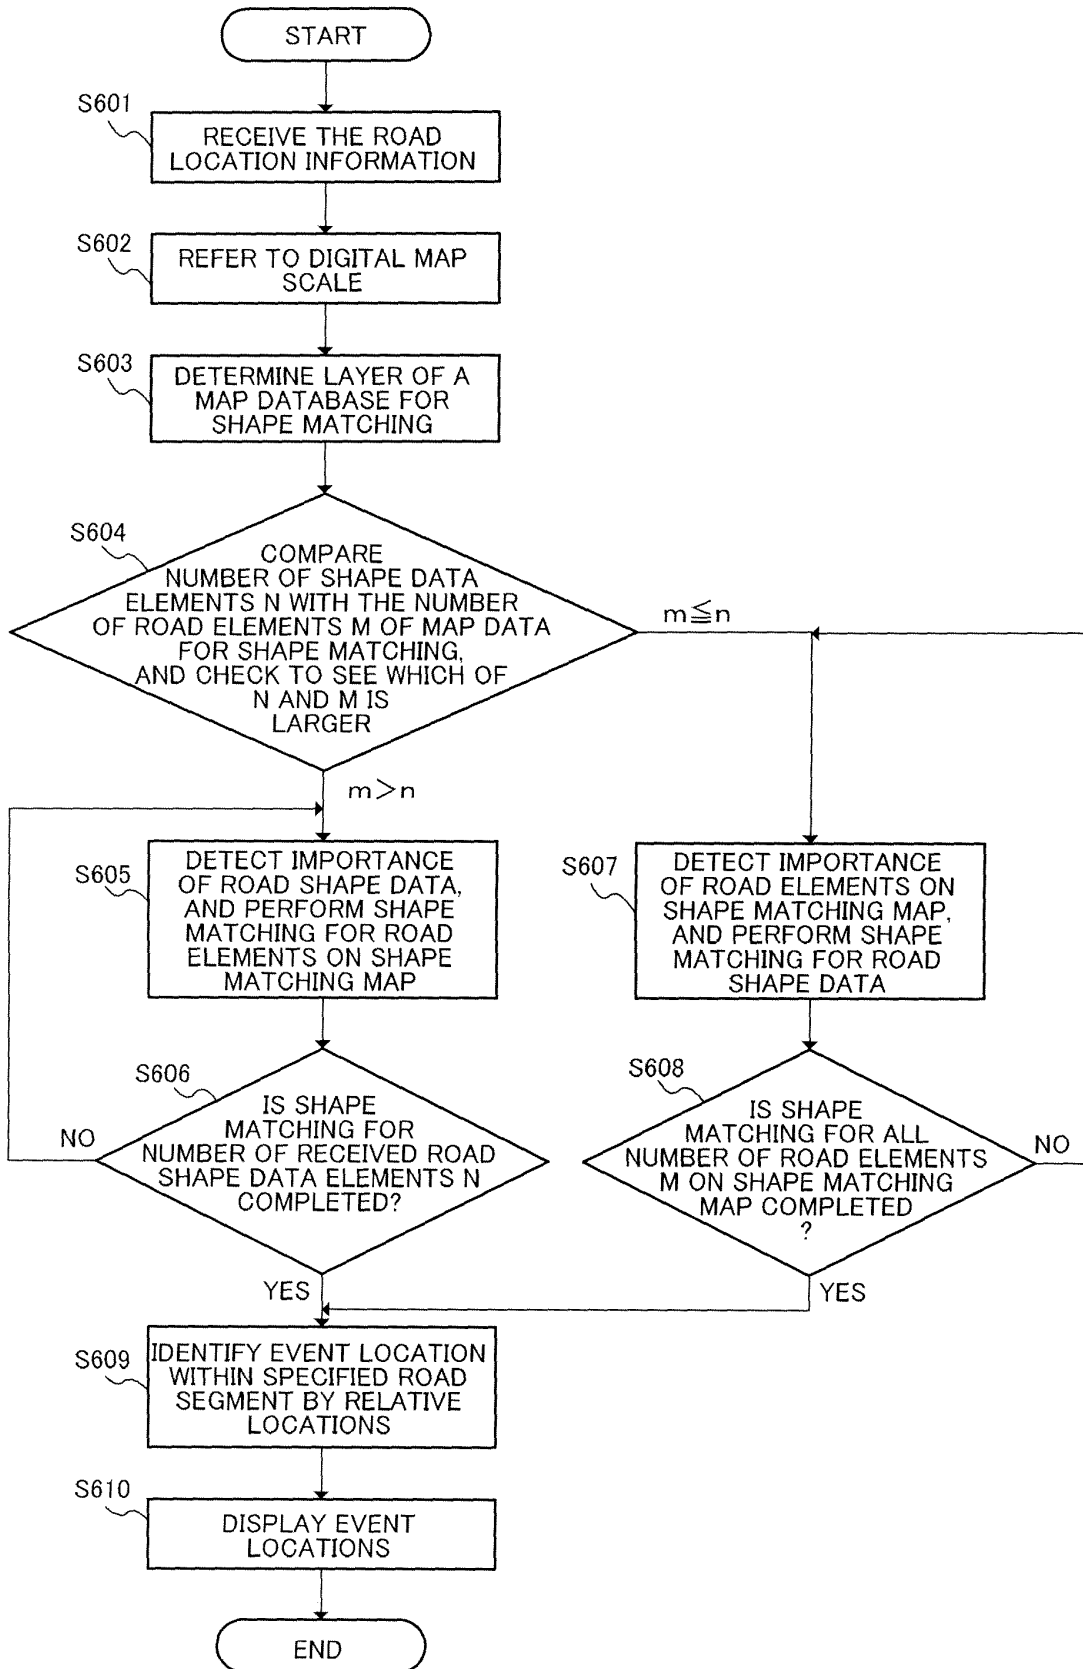 START
S601
RECEIVE THE ROAD
LOCATION INFORMATION
S602
REFER TO DIGITAL MAP
SCALE
S603
DETERMINE LAYER OF A
MAP DATABASE FOR
SHAPE MATCHING
S604
COMPARE
NUMBER OF SHAPE DATA
ELEMENTS N WITH THE NUMBER
OF ROAD ELEMENTS M OF MAP DATA
FOR SHAPE MATCHING,
AND CHECK TO SEE WHICH OF
N AND M IS
LARGER
m≦n
m>n
S605
DETECT IMPORTANCE
OF ROAD SHAPE DATA,
AND PERFORM SHAPE
MATCHING FOR ROAD
ELEMENTS ON SHAPE
MATCHING MAP
S607
DETECT IMPORTANCE
OF ROAD ELEMENTS ON
SHAPE MATCHING MAP,
AND PERFORM SHAPE
MATCHING FOR ROAD
SHAPE DATA
S606
IS SHAPE
MATCHING FOR
NUMBER OF RECEIVED ROAD
SHAPE DATA ELEMENTS N
COMPLETED?
NO
YES
S608
IS SHAPE
MATCHING FOR ALL
NUMBER OF ROAD ELEMENTS
M ON SHAPE MATCHING
MAP COMPLETED
?
NO
YES
S609
IDENTIFY EVENT LOCATION
WITHIN SPECIFIED ROAD
SEGMENT BY RELATIVE
LOCATIONS
S610
DISPLAY EVENT
LOCATIONS
END